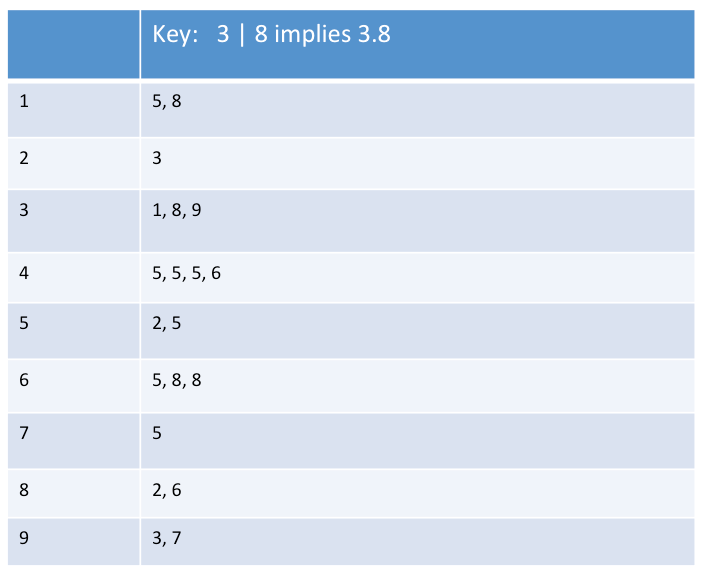 Key: 3 | 8 implies 3.8
1 5, 8
2 3
3 1, 8, 9
4 5, 5, 5, 6
5 2, 5
6 5, 8, 8
7 5
8 2, 6
9 3, 7